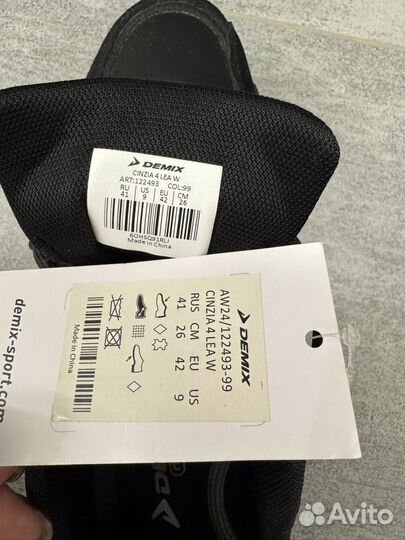 DEMIX
CINZIA 4 LEA W
ART:122493 COL:99
RU US EU CM
41 9 42 26
6OHSQ91RLJ
Made in China
DEMIX
AW24/122493-99
CINZIA 4 LEA W
RUS CM EU US
41 26 42 9
Made in China
demix-sport.com
Avito